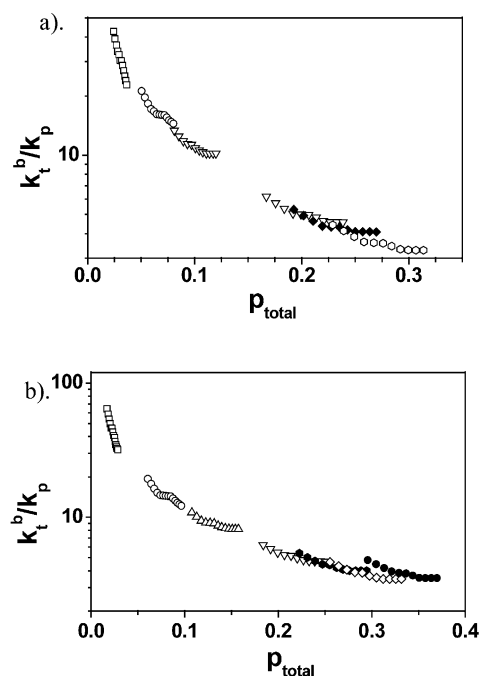 a).
k_t^b/k_p
10
0.0 0.1 0.2 0.3
p_total
b).
100
k_t^b/k_p
10
0.0 0.1 0.2 0.3 0.4
p_total